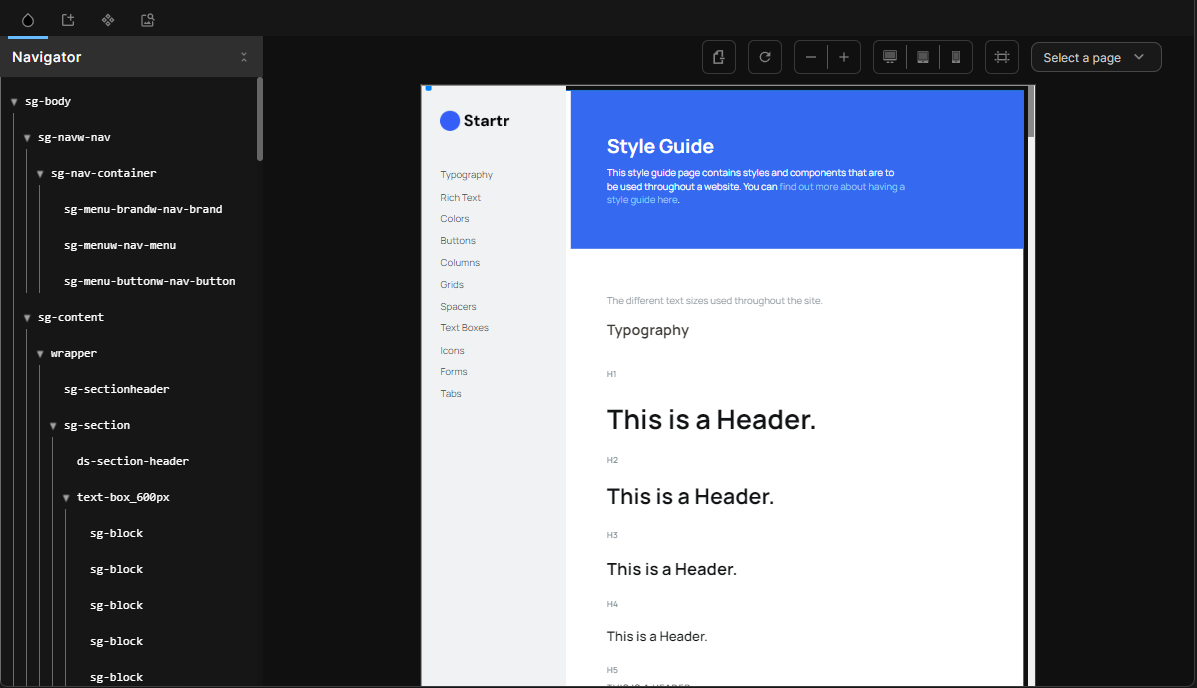 Navigator
Select a page
sg-body
sg-navw-nav
sg-nav-container
sg-menu-brandw-nav-brand
sg-menuw-nav-menu
sg-menu-buttonw-nav-button
sg-content
wrapper
sg-sectionheader
sg-section
ds-section-header
text-box_600px
sg-block
sg-block
sg-block
sg-block
sg-block
Startr
Typography
Rich Text
Colors
Buttons
Columns
Grids
Spacers
Text Boxes
Icons
Forms
Tabs
Style Guide
This style guide page contains styles and components that are to
be used throughout a website. You can find out more about having a
style guide here.
The different text sizes used throughout the site.
Typography
H1
This is a Header.
H2
This is a Header.
H3
This is a Header.
H4
This is a Header.
H5
THIS IS A HEADER